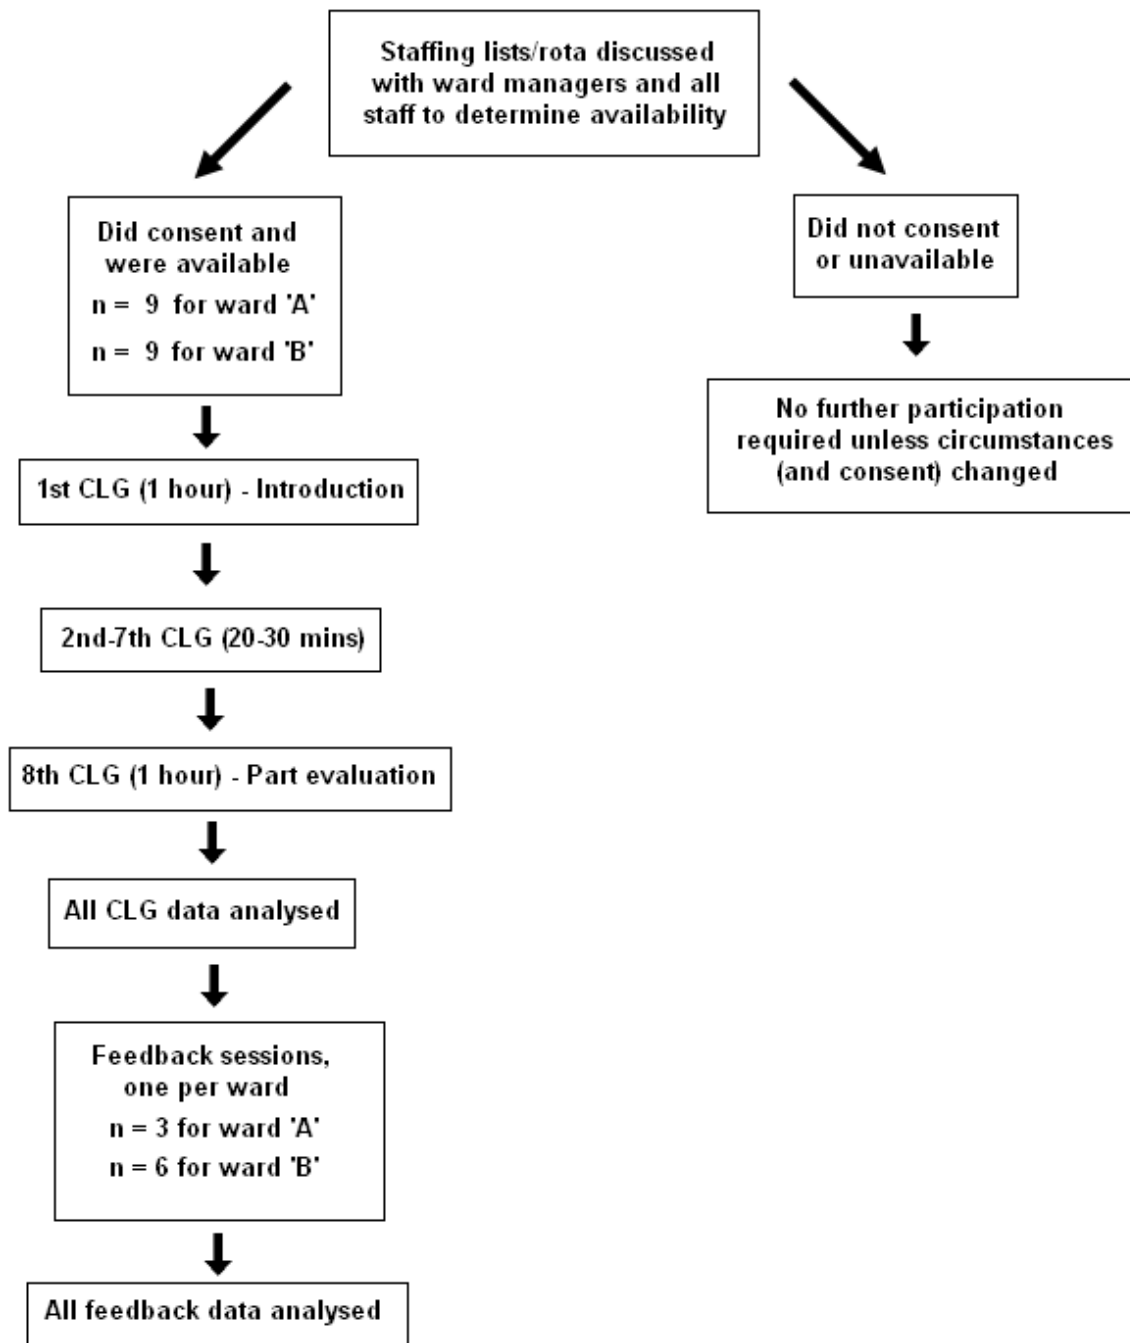 Staffing lists/rota discussed
with ward managers and all
staff to determine availability
Did consent and
were available
n = 9 for ward 'A'
n = 9 for ward 'B'
Did not consent
or unavailable
No further participation
required unless circumstances
(and consent) changed
1st CLG (1 hour) - Introduction
2nd-7th CLG (20-30 mins)
8th CLG (1 hour) - Part evaluation
All CLG data analysed
Feedback sessions,
one per ward
n = 3 for ward 'A'
n = 6 for ward 'B'
All feedback data analysed